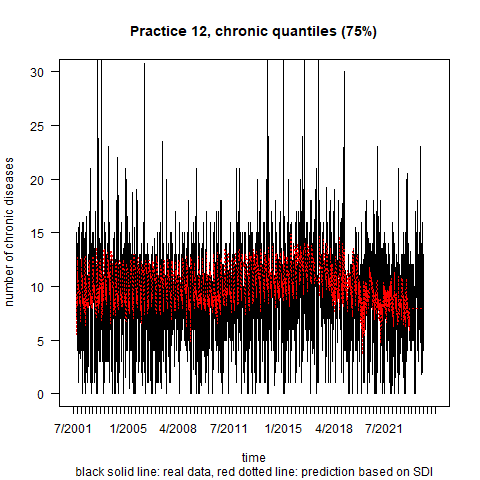 Practice 12, chronic quantiles (75%)
number of chronic diseases
30
25
20
15
10
5
0
7/2001 1/2005 4/2008 7/2011 1/2015 4/2018 7/2021
time
black solid line: real data, red dotted line: prediction based on SDI